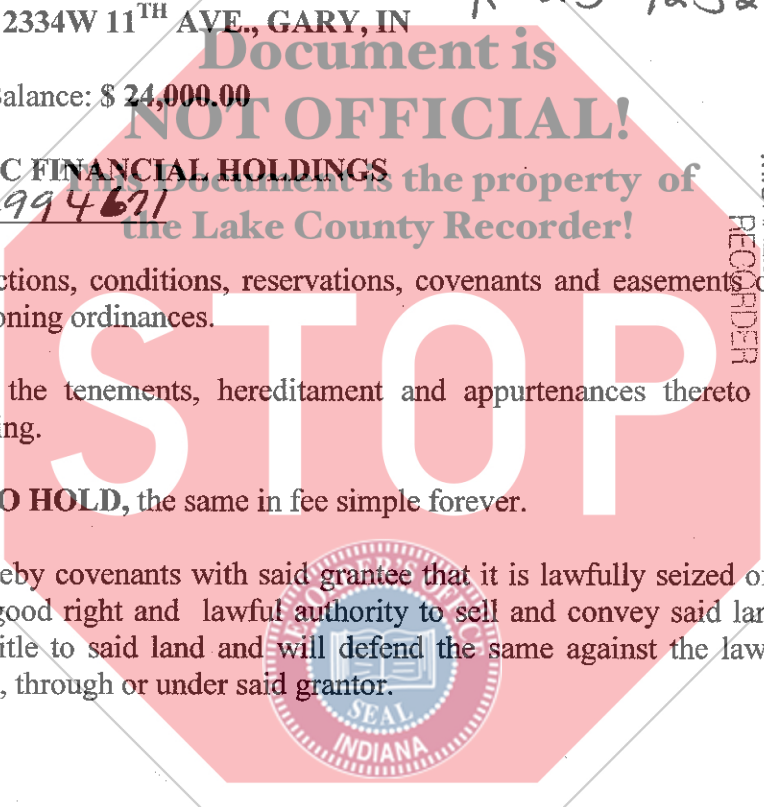 2334W 11TH AVE., GARY, IN
Document is
Balance: $ 24,000.00
NOT OFFICIAL!
C FINANCIAL HOLDINGS
This Document is the property of
994671
the Lake County Recorder!
RECORDER
ctions, conditions, reservations, covenants and easements
oning ordinances.
STOP
the tenements, hereditament and appurtenances thereto
ing.
O HOLD, the same in fee simple forever.
eby covenants with said grantee that it is lawfully seized of
good right and lawful authority to sell and convey said lan
itle to said land and will defend the same against the law
, through or under said grantor.
SEAL
INDIANA